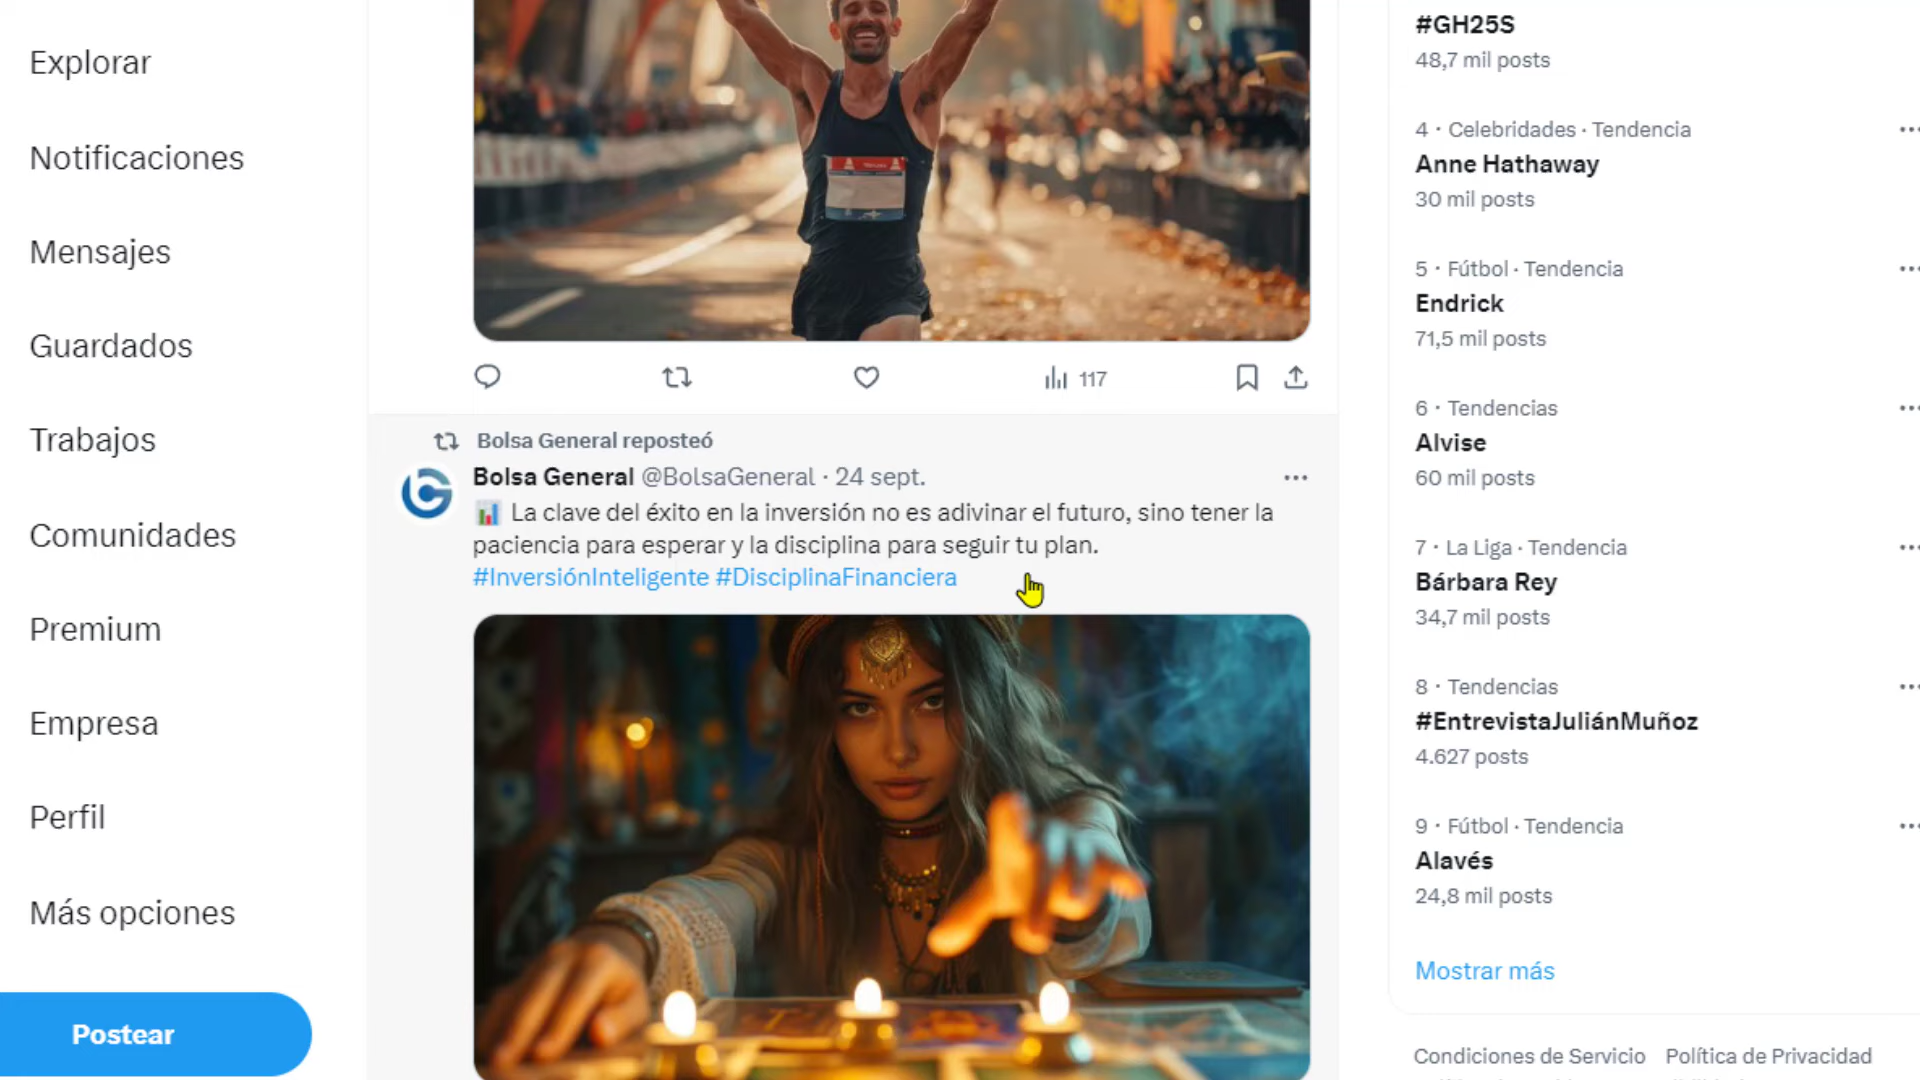 Explorar
Notificaciones
Mensajes
Guardados
Trabajos
Comunidades
Premium
Empresa
Perfil
Más opciones
Postear
117
Bolsa General reposteó
Bolsa General @BolsaGeneral · 24 sept.
La clave del éxito en la inversión no es adivinar el futuro, sino tener la
paciencia para esperar y la disciplina para seguir tu plan.
#InversiónInteligente #DisciplinaFinanciera
#GH25S
48,7 mil posts
4 · Celebridades · Tendencia
Anne Hathaway
30 mil posts
5 · Fútbol · Tendencia
Endrick
71,5 mil posts
6 · Tendencias
Alvise
60 mil posts
7 · La Liga · Tendencia
Bárbara Rey
34,7 mil posts
8 · Tendencias
#EntrevistaJuliánMuñoz
4.627 posts
9 · Fútbol · Tendencia
Alavés
24,8 mil posts
Mostrar más
Condiciones de Servicio Política de Privacidad